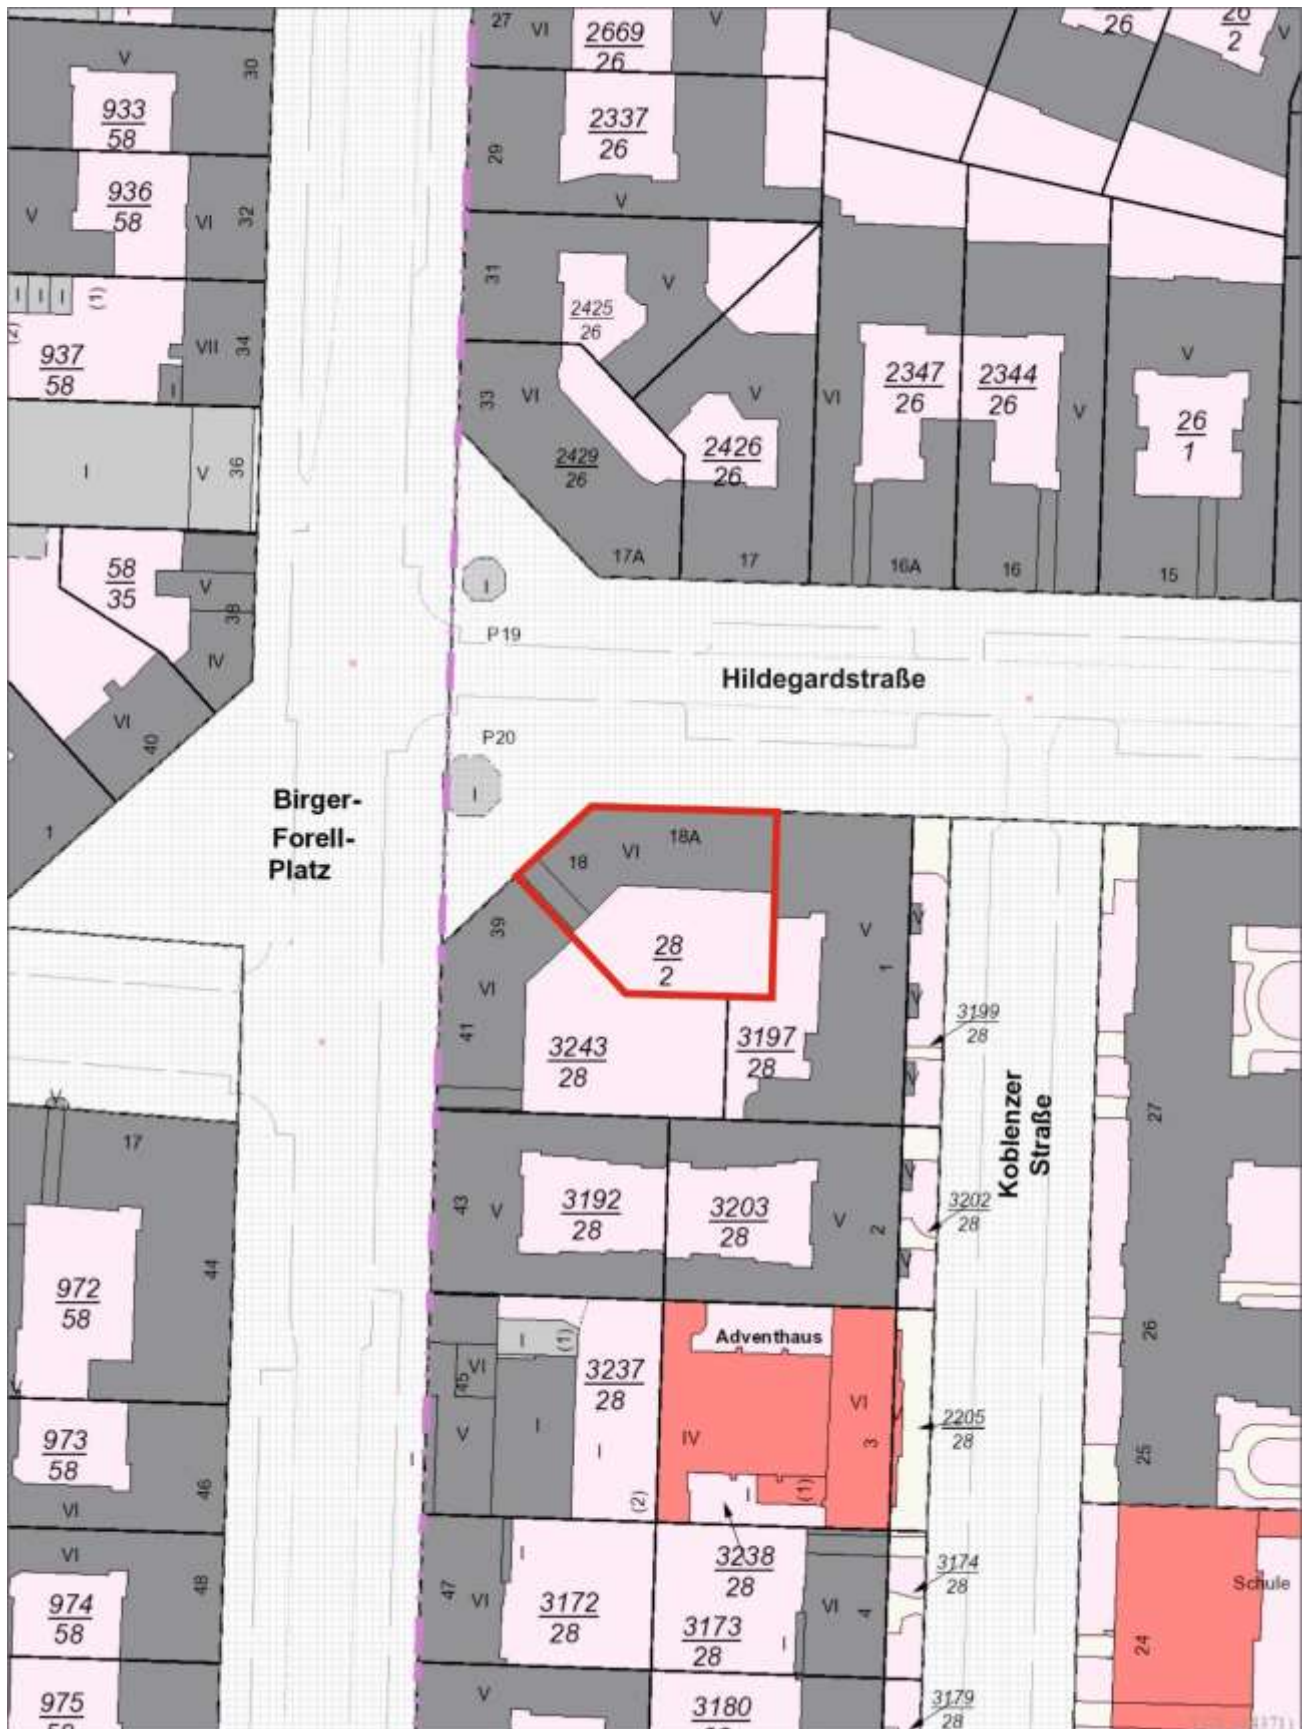 27
VI
2669
26
V
26
26
2
V
V
30
933
58
29
2337
26
V
936
58
V
VI
32
31
V
2425
26
I
I
I
(1)
937
58
VII
34
I
33
VI
2429
26
V
2426
26
VI
2347
26
2344
26
V
V
26
1
I
V
36
17A
17
16A
16
15
58
35
V
38
IV
I
P19
Hildegardstraße
VI
40
1
P20
I
Birger-
Forell-
Platz
18
VI
18A
39
28
2
V
1
VI
41
3243
28
3197
28
3199
28
Koblenzer
Straße
27
V
17
43
V
3192
28
3203
28
V
2
3202
28
44
972
58
I
(1)
Adventhaus
26
VI
45
V
I
3237
28
I
(2)
IV
VI
3
V
2205
28
25
I
(1)
I
973
58
VI
46
VI
48
47
VI
I
3172
28
3238
28
3173
28
I
VI
4
3174
28
Schule
24
974
58
975
58
V
3180
3179
28